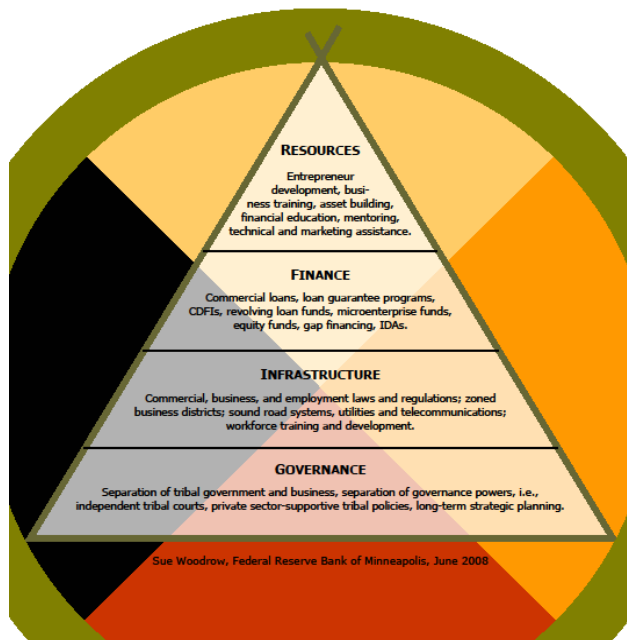 RESOURCES
Entrepreneur
development, busi-
ness training, asset building,
financial education, mentoring,
technical and marketing assistance.
FINANCE
Commercial loans, loan guarantee programs,
CDFIs, revolving loan funds, microenterprise funds,
equity funds, gap financing, IDAs.
INFRASTRUCTURE
Commercial, business, and employment laws and regulations; zoned
business districts; sound road systems, utilities and telecommunications;
workforce training and development.
GOVERNANCE
Separation of tribal government and business, separation of governance powers, i.e.,
independent tribal courts, private sector-supportive tribal policies, long-term strategic planning.
Sue Woodrow, Federal Reserve Bank of Minneapolis, June 2008